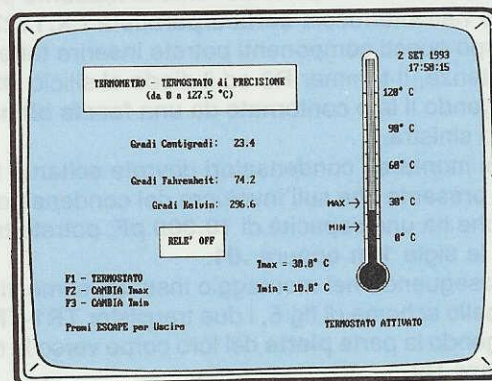 2 SET 1993
17:58:15
TERMOMETRO - TERMOSTATO di PRECISIONE
(da 0 a 127.5 °C)
120° C
90° C
Gradi Centigradi: 23.4
60° C
Gradi Fahrenheit: 74.2
Gradi Kelvin: 296.6
MAX → 30° C
MIN →
0° C
RELE' OFF
Tmax = 30.0° C
Tmin = 10.0° C
F1 - TERMOSTATO
F2 - CAMBIA Tmax
F3 - CAMBIA Tmin
Premi ESCAPE per Uscire
TERMOSTATO ATTIVATO